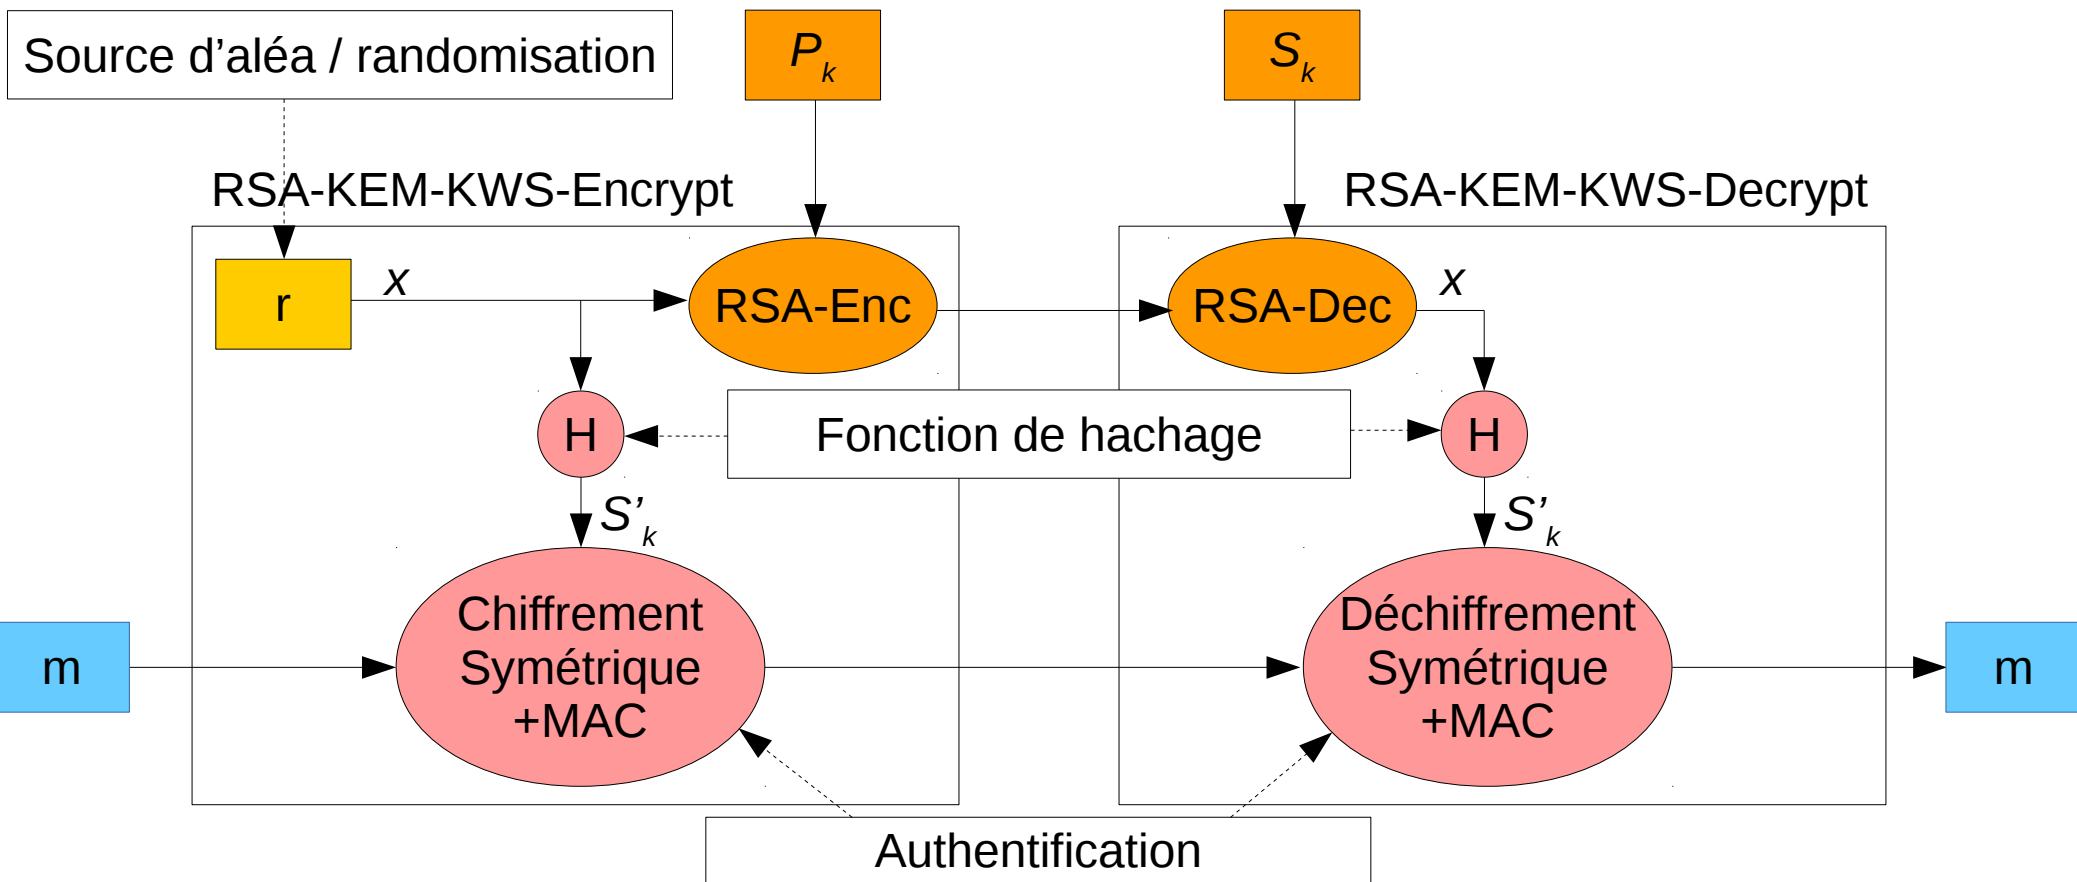 Source d’aléa / randomisation
P k
S k
RSA-KEM-KWS-Encrypt
RSA-KEM-KWS-Decrypt
r
x
RSA-Enc
RSA-Dec
x
H
Fonction de hachage
H
S’ k
S’ k
m
Chiffrement
Symétrique
+MAC
Déchiffrement
Symétrique
+MAC
m
Authentification